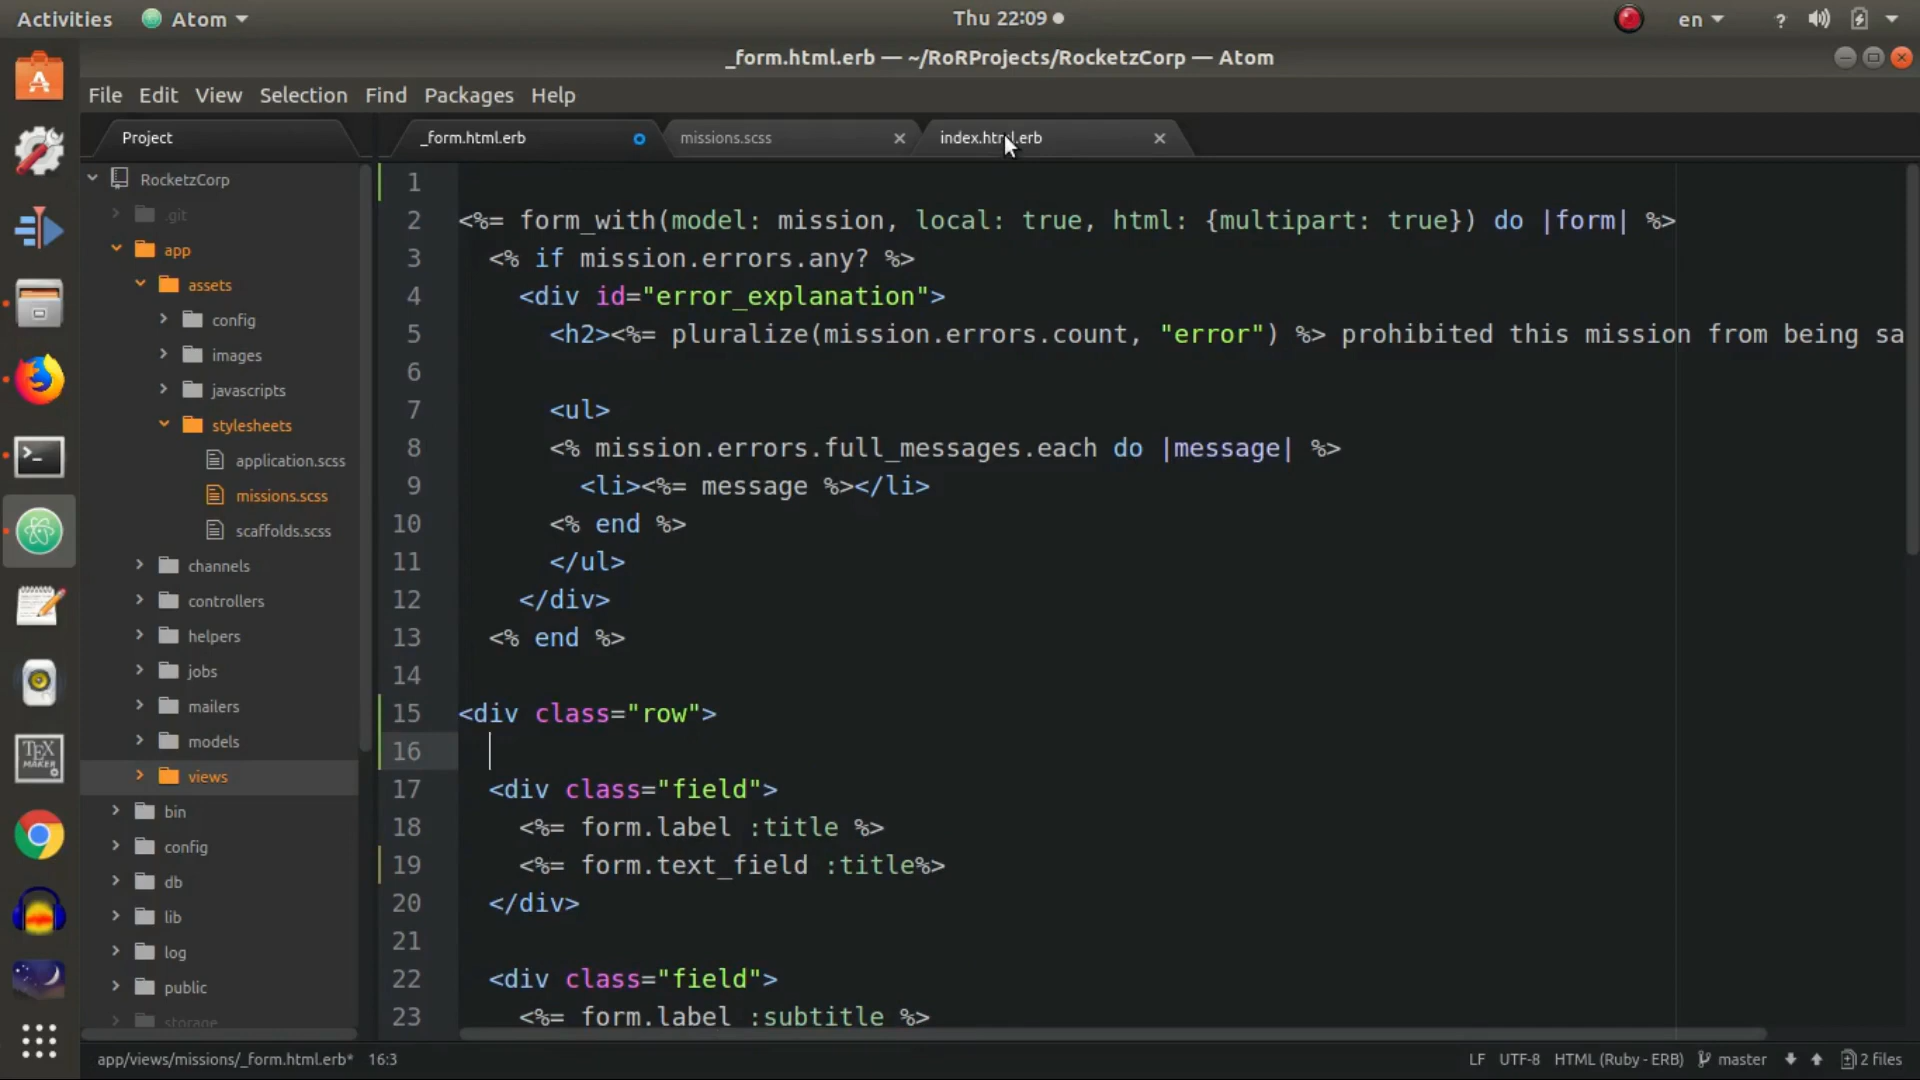 Activities
Atom
Thu 22:09
en
?
_form.html.erb — ~/RoRProjects/RocketzCorp — Atom
File Edit View Selection Find Packages Help
Project
_form.html.erb
missions.scss
index.html.erb
RocketzCorp
.git
app
assets
config
images
javascripts
stylesheets
application.scss
missions.scss
scaffolds.scss
channels
controllers
helpers
jobs
mailers
models
views
bin
config
db
lib
log
public
storage
TEX
MAKER
1
2 <%= form_with(model: mission, local: true, html: {multipart: true}) do |form| %>
3 <% if mission.errors.any? %>
4 <div id="error_explanation">
5 <h2><%= pluralize(mission.errors.count, "error") %> prohibited this mission from being sa
6
7 <ul>
8 <% mission.errors.full_messages.each do |message| %>
9 <li><%= message %></li>
10 <% end %>
11 </ul>
12 </div>
13 <% end %>
14
15 <div class="row">
16
17 <div class="field">
18 <%= form.label :title %>
19 <%= form.text_field :title%>
20 </div>
21
22 <div class="field">
23 <%= form.label :subtitle %>
app/views/missions/_form.html.erb* 16:3
LF UTF-8 HTML (Ruby - ERB) master 2 files